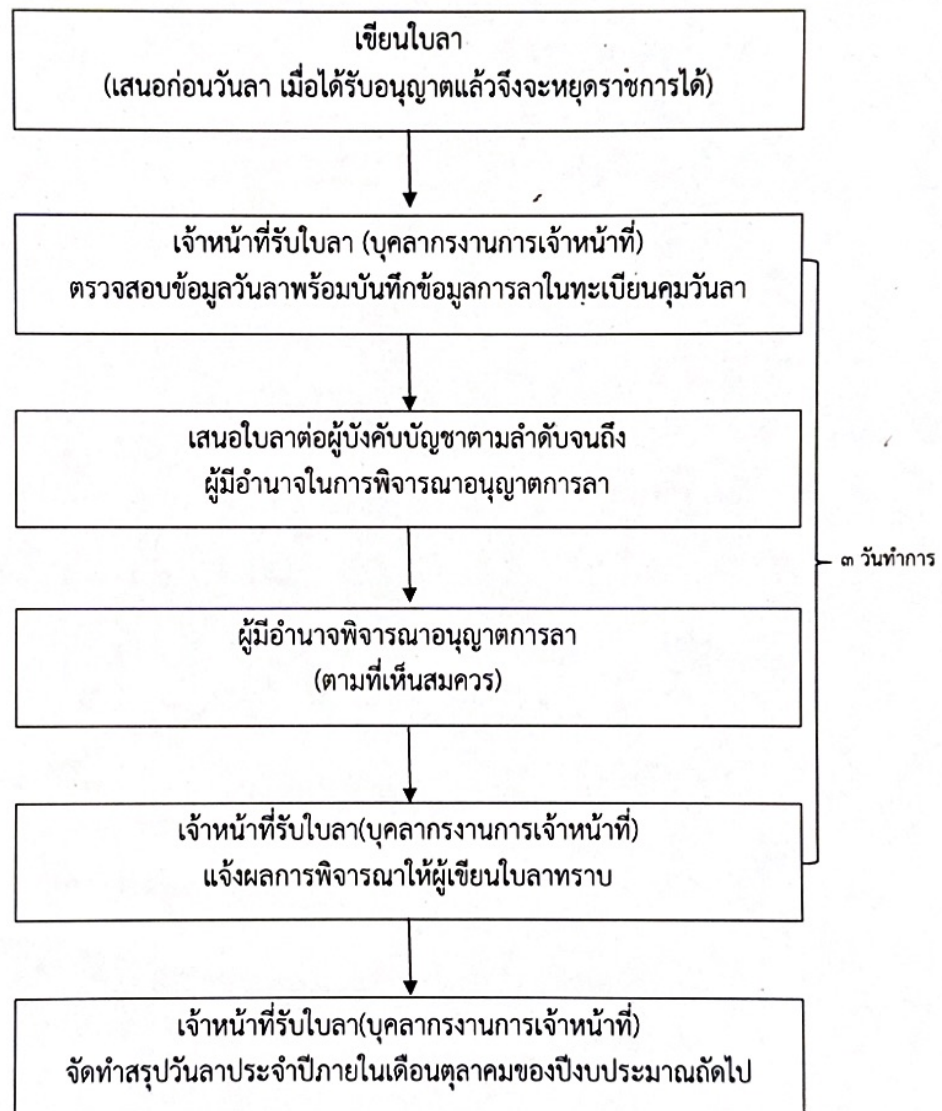 เขียนใบลา
(เสนอก่อนวันลา เมื่อได้รับอนุญาตแล้วจึงจะหยุดราชการได้)
เจ้าหน้าที่รับใบลา (บุคลากรงานการเจ้าหน้าที่)
ตรวจสอบข้อมูลวันลาพร้อมบันทึกข้อมูลการลาในทะเบียนคุมวันลา
เสนอใบลาต่อผู้บังคับบัญชาตามลำดับจนถึง
ผู้มีอำนาจในการพิจารณาอนุญาตการลา
๓ วันทำการ
ผู้มีอำนาจพิจารณาอนุญาตการลา
(ตามที่เห็นสมควร)
เจ้าหน้าที่รับใบลา(บุคลากรงานการเจ้าหน้าที่)
แจ้งผลการพิจารณาให้ผู้เขียนใบลาทราบ
เจ้าหน้าที่รับใบลา(บุคลากรงานการเจ้าหน้าที่)
จัดทำสรุปวันลาประจำปีภายในเดือนตุลาคมของปีงบประมาณถัดไป